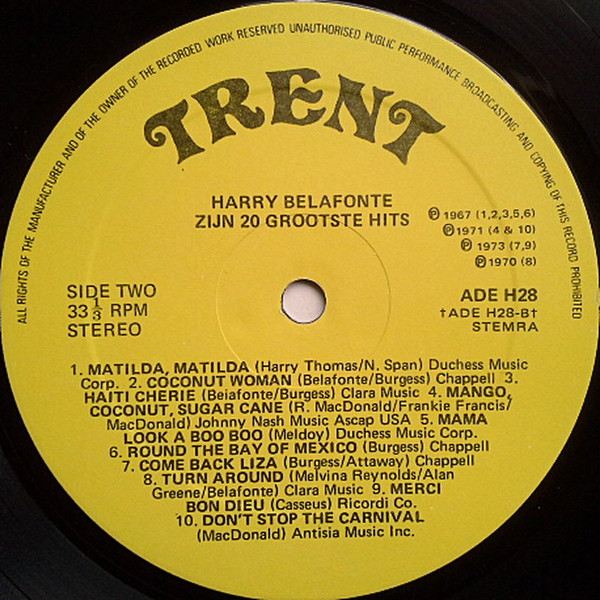 ALL RIGHTS OF THE MANUFACTURER AND OF THE OWNER OF THE RECORDED WORK RESERVED UNAUTHORISED PUBLIC PERFORMANCE BROADCASTING AND COPYING OF THIS RECORD PROHIBITED
TRENT
HARRY BELAFONTE
ZIJN 20 GROOTSTE HITS
℗ 1967 (1,2,3,5,6)
℗1971 (4 & 10)
℗ 1973 (7,9)
℗1970 (8)
SIDE TWO
33 1/3 RPM
STEREO
ADE H28
†ADE H28-B†
STEMRA
1. MATILDA, MATILDA (Harry Thomas/N. Span) Duchess Music
Corp. 2. COCONUT WOMAN (Belafonte/Burgess) Chappell 3.
HAITI CHERIE (Belafonte/Burgess) Clara Music 4. MANGO,
COCONUT, SUGAR CANE (R. MacDonald/Frankie Francis/
MacDonald) Johnny Nash Music Ascap USA 5. MAMA
LOOK A BOO BOO (Meldoy) Duchess Music Corp.
6. ROUND THE BAY OF MEXICO (Burgess) Chappell
7. COME BACK LIZA (Burgess/Attaway) Chappell
8. TURN AROUND (Melvina Reynolds/Alan
Greene/Belafonte) Clara Music 9. MERCI
BON DIEU (Casseus) Ricordi Co.
10. DON'T STOP THE CARNIVAL
(MacDonald) Antisia Music Inc.